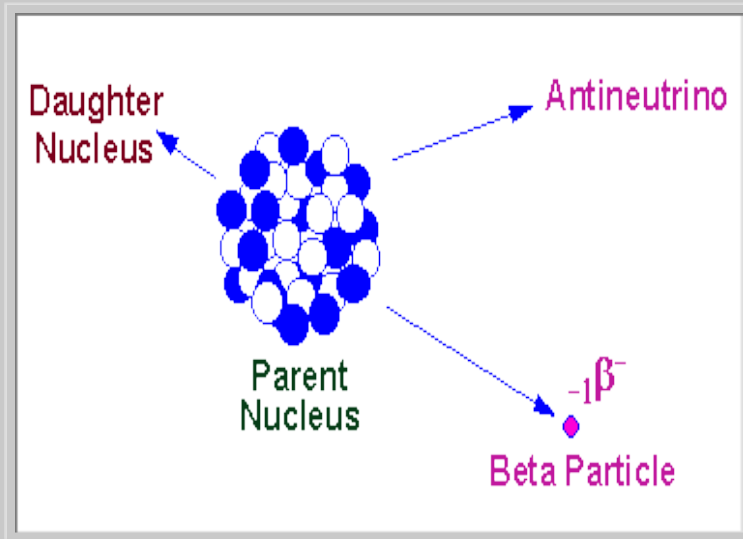 Daughter
Nucleus
Antineutrino
Parent
Nucleus
₋₁β⁻
Beta Particle